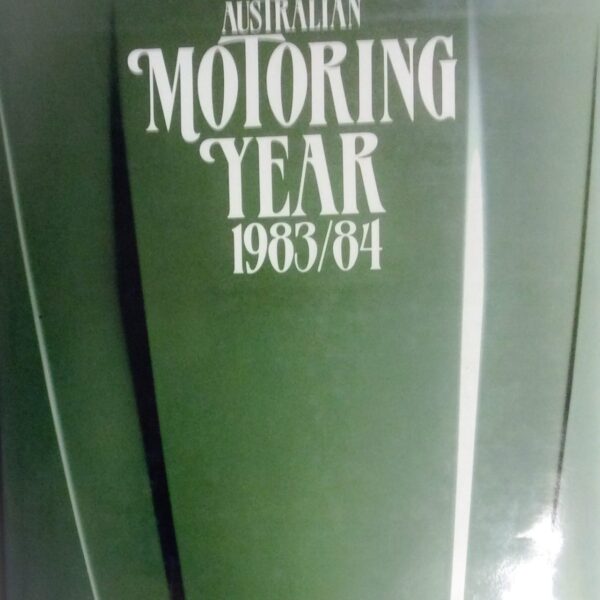 AUSTRALIAN
MOTORING
YEAR
1983/84